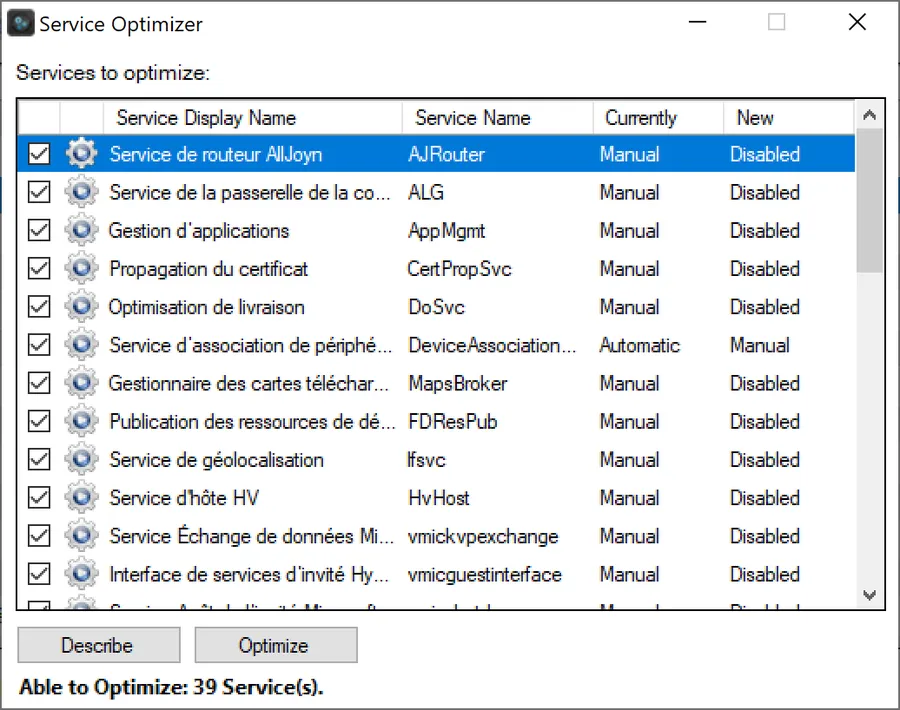 Service Optimizer
Services to optimize:
Service Display Name Service Name Currently New
Service de routeur AllJoyn AJRouter Manual Disabled
Service de la passerelle de la co... ALG Manual Disabled
Gestion d'applications AppMgmt Manual Disabled
Propagation du certificat CertPropSvc Manual Disabled
Optimisation de livraison DoSvc Manual Disabled
Service d'association de périphé... DeviceAssociation... Automatic Manual
Gestionnaire des cartes téléchar... MapsBroker Manual Disabled
Publication des ressources de dé... FDResPub Manual Disabled
Service de géolocalisation lfsvc Manual Disabled
Service d'hôte HV HvHost Manual Disabled
Service Échange de données Mi... vmickvpexchange Manual Disabled
Interface de services d'invité Hy... vmicguestinterface Manual Disabled
Describe Optimize
Able to Optimize: 39 Service(s).